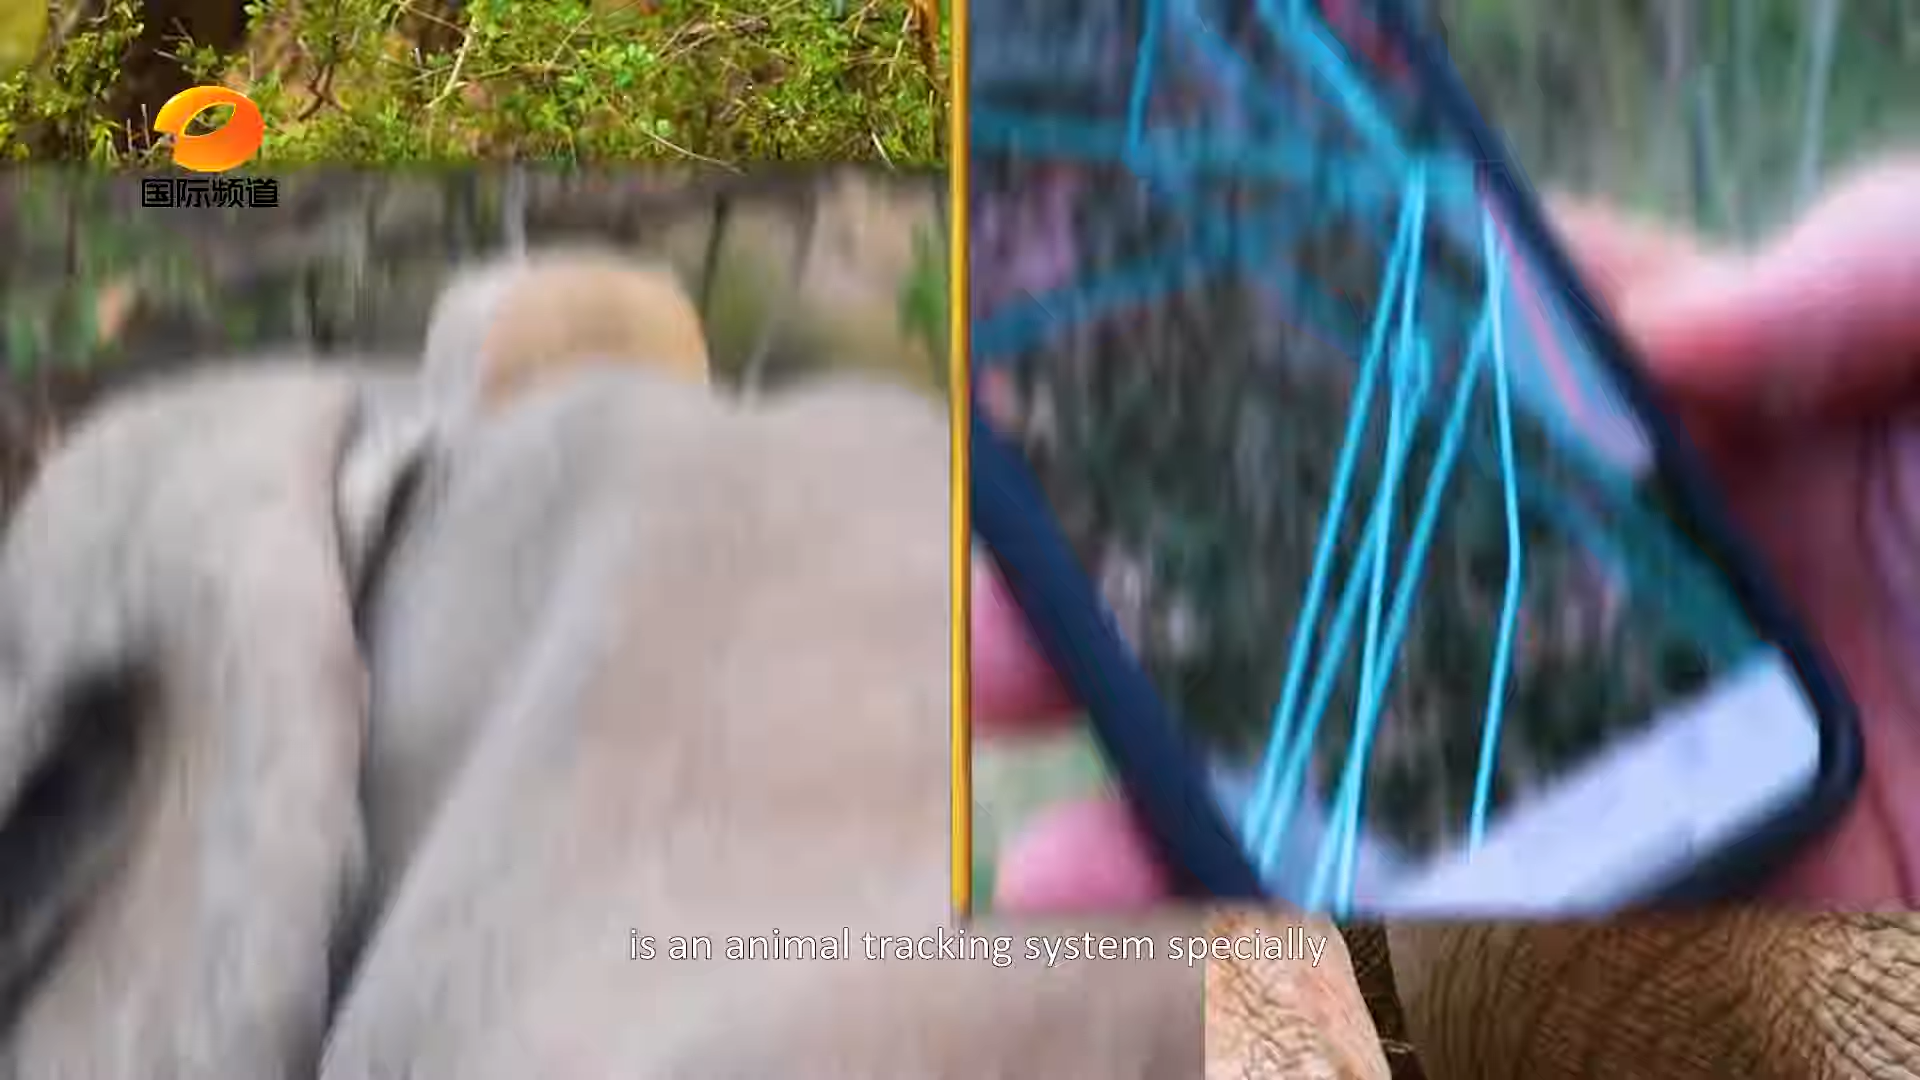 国际频道
is an animal tracking system specially